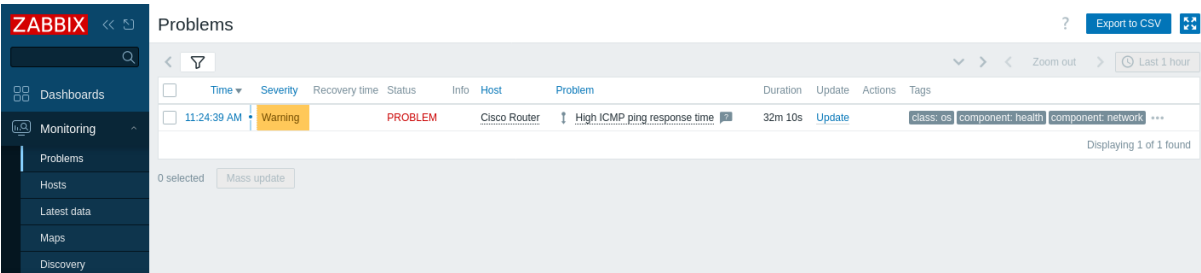 ZABBIX
Problems
? Export to CSV
Zoom out Last 1 hour
Dashboards
Monitoring
Problems
Hosts
Latest data
Maps
Discovery
Time Severity Recovery time Status Info Host Problem Duration Update Actions Tags
11:24:39 AM Warning PROBLEM Cisco Router High ICMP ping response time ? 32m 10s Update class: os component: health component: network •••
Displaying 1 of 1 found
0 selected Mass update